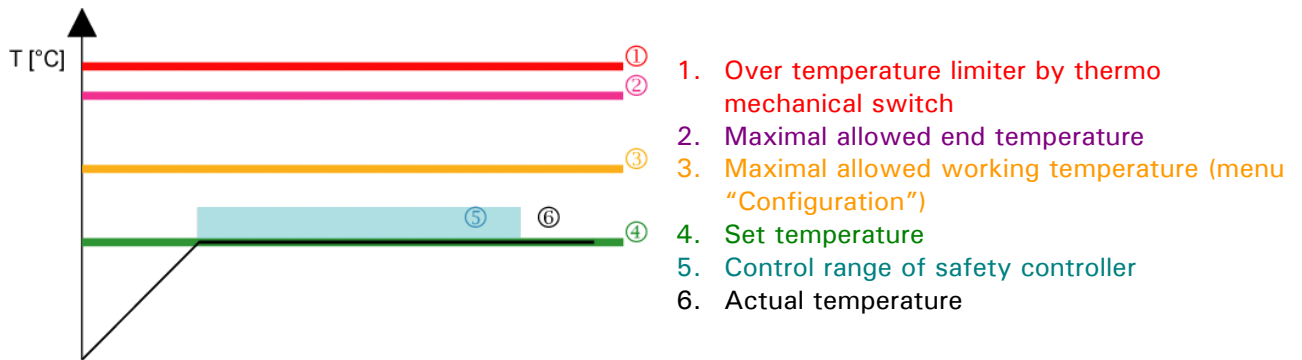 T [°C]
①
②
③
⑤
⑥
④
1. Over temperature limiter by thermo
mechanical switch
2. Maximal allowed end temperature
3. Maximal allowed working temperature (menu
“Configuration”)
4. Set temperature
5. Control range of safety controller
6. Actual temperature